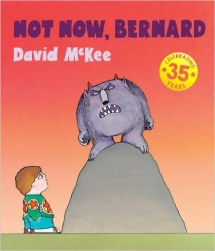 NOT NOW, BERNARD
David McKee
CELEBRATING
35
YEARS